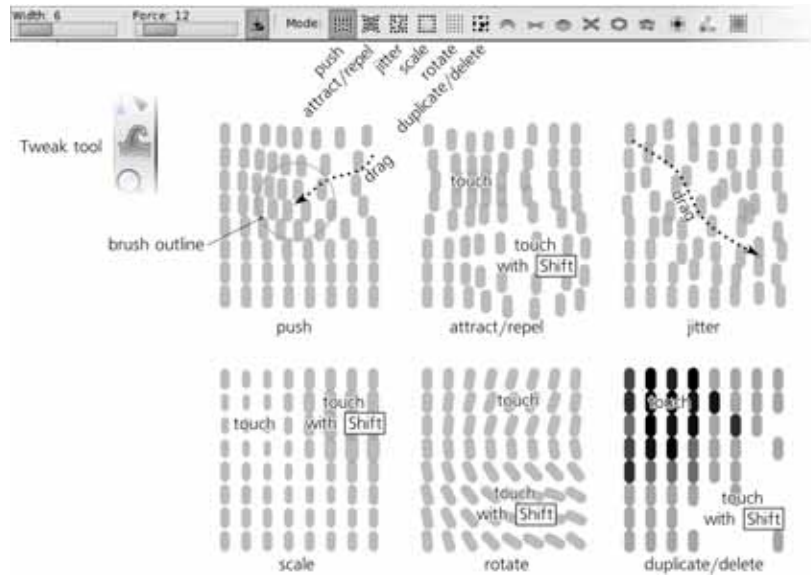 Width: 6
Force: 12
Mode:
push
attract/repel
jitter
scale
rotate
duplicate/delete
Tweak tool
drag
brush outline
push
touch
touch
with Shift
attract/repel
drag
jitter
touch
touch
with Shift
scale
touch
touch
with Shift
rotate
touch
touch
with Shift
duplicate/delete